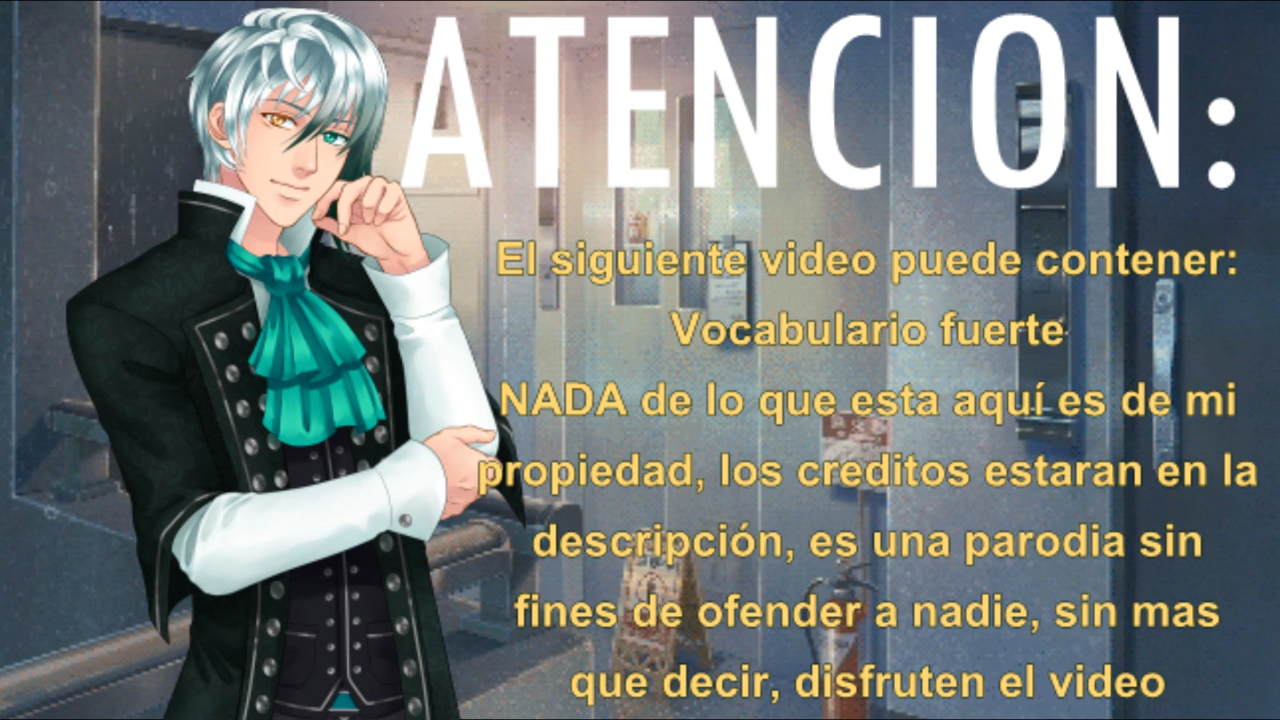 ATENCION:
El siguiente video puede contener:
Vocabulario fuerte
NADA de lo que esta aquí es de mi
propiedad, los creditos estaran en la
descripción, es una parodia sin
fines de ofender a nadie, sin mas
que decir, disfruten el video